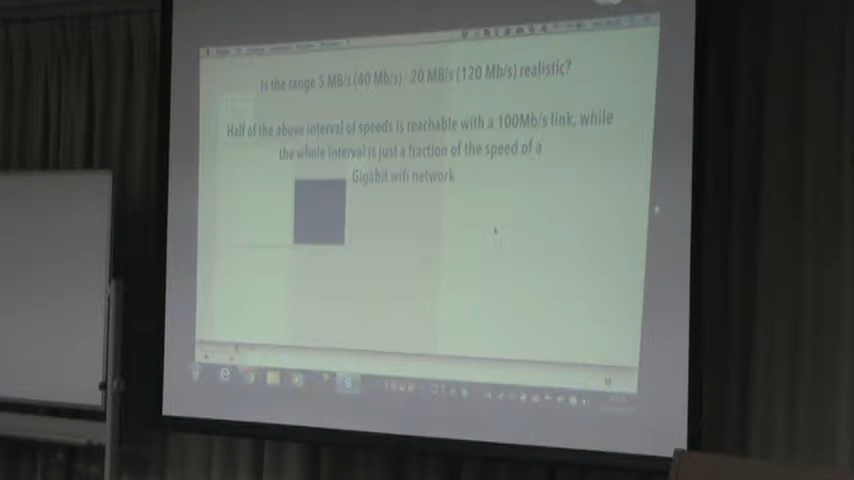 Is the range 5 MB/s (40 Mb/s) - 20 MB/s (120 Mb/s) realistic?
Half of the above interval of speeds is reachable with a 100Mb/s link, while
the whole interval is just a fraction of the speed of a
Gigabit wifi network